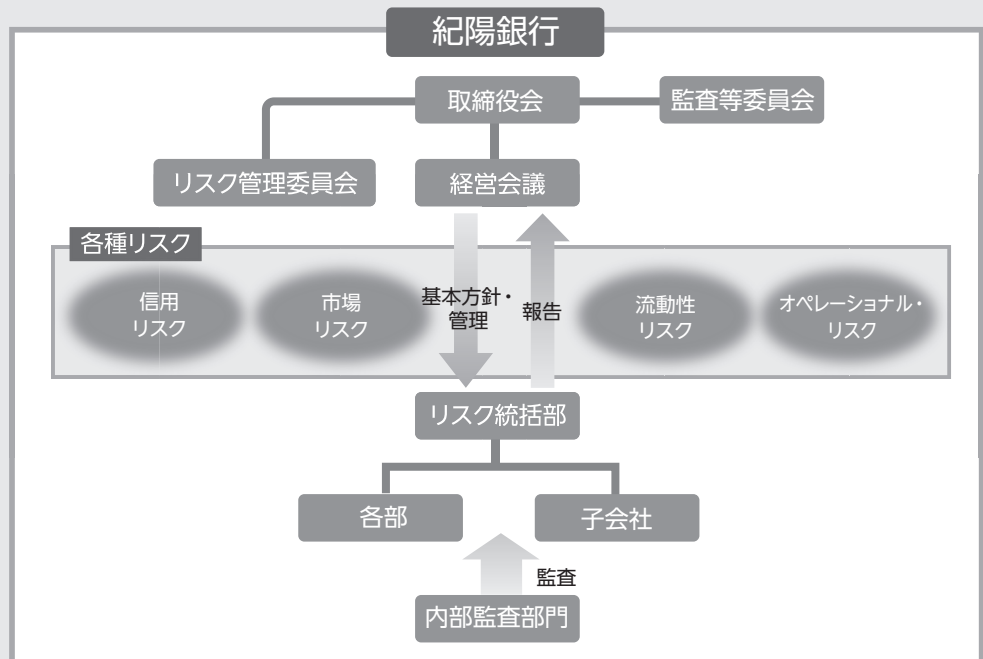 紀陽銀行
取締役会
監査等委員会
リスク管理委員会
経営会議
各種リスク
信用
リスク
市場
リスク
基本方針・
管理
報告
流動性
リスク
オペレーショナル・
リスク
リスク統括部
各部
子会社
監査
内部監査部門